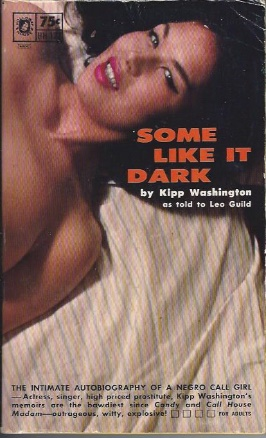 75¢
SOME
LIKE IT
DARK
by Kipp Washington
as told to Leo Guild
THE INTIMATE AUTOBIOGRAPHY OF A NEGRO CALL GIRL
—Actress, singer, high priced prostitute, Kipp Washington's
memoirs are the bawdiest since Candy and Call House
Madam—outrageous, witty, explosive!
FOR ADULTS